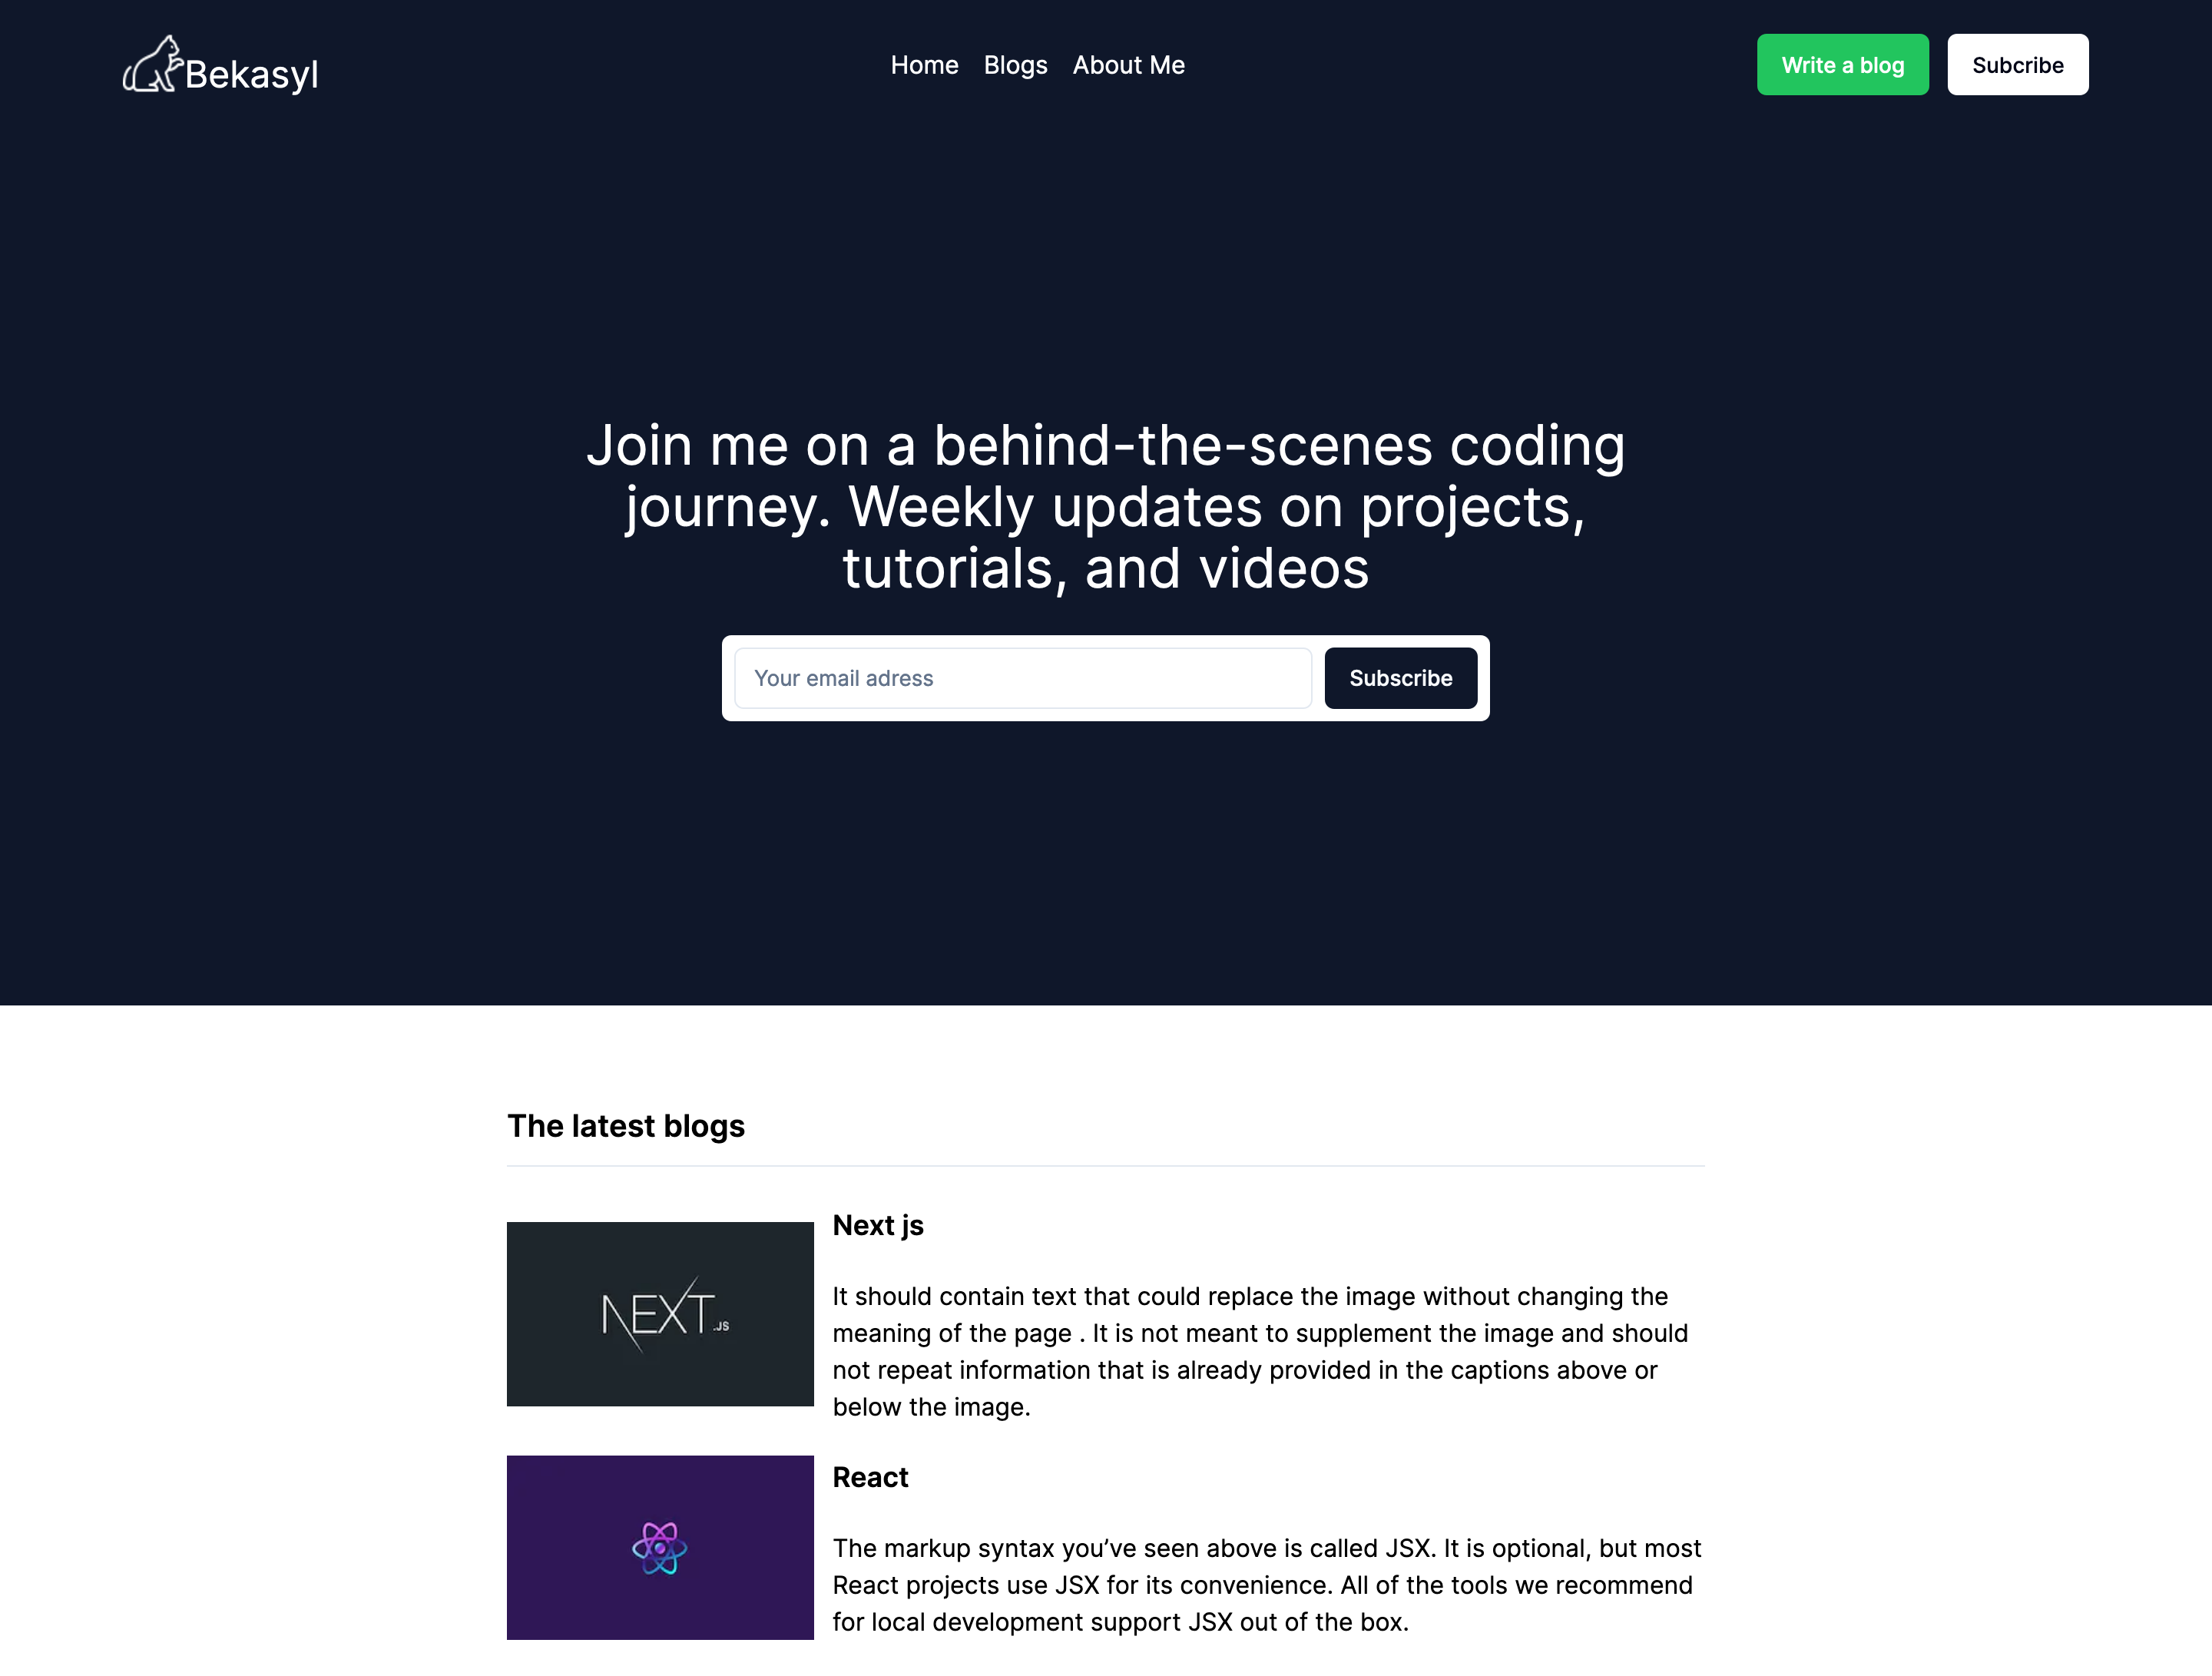 Bekasyl
Home Blogs About Me
Write a blog
Subcribe
Join me on a behind-the-scenes coding
journey. Weekly updates on projects,
tutorials, and videos
Your email adress
Subscribe
The latest blogs
NEXT.JS
Next js
It should contain text that could replace the image without changing the
meaning of the page . It is not meant to supplement the image and should
not repeat information that is already provided in the captions above or
below the image.
React
The markup syntax you’ve seen above is called JSX. It is optional, but most
React projects use JSX for its convenience. All of the tools we recommend
for local development support JSX out of the box.